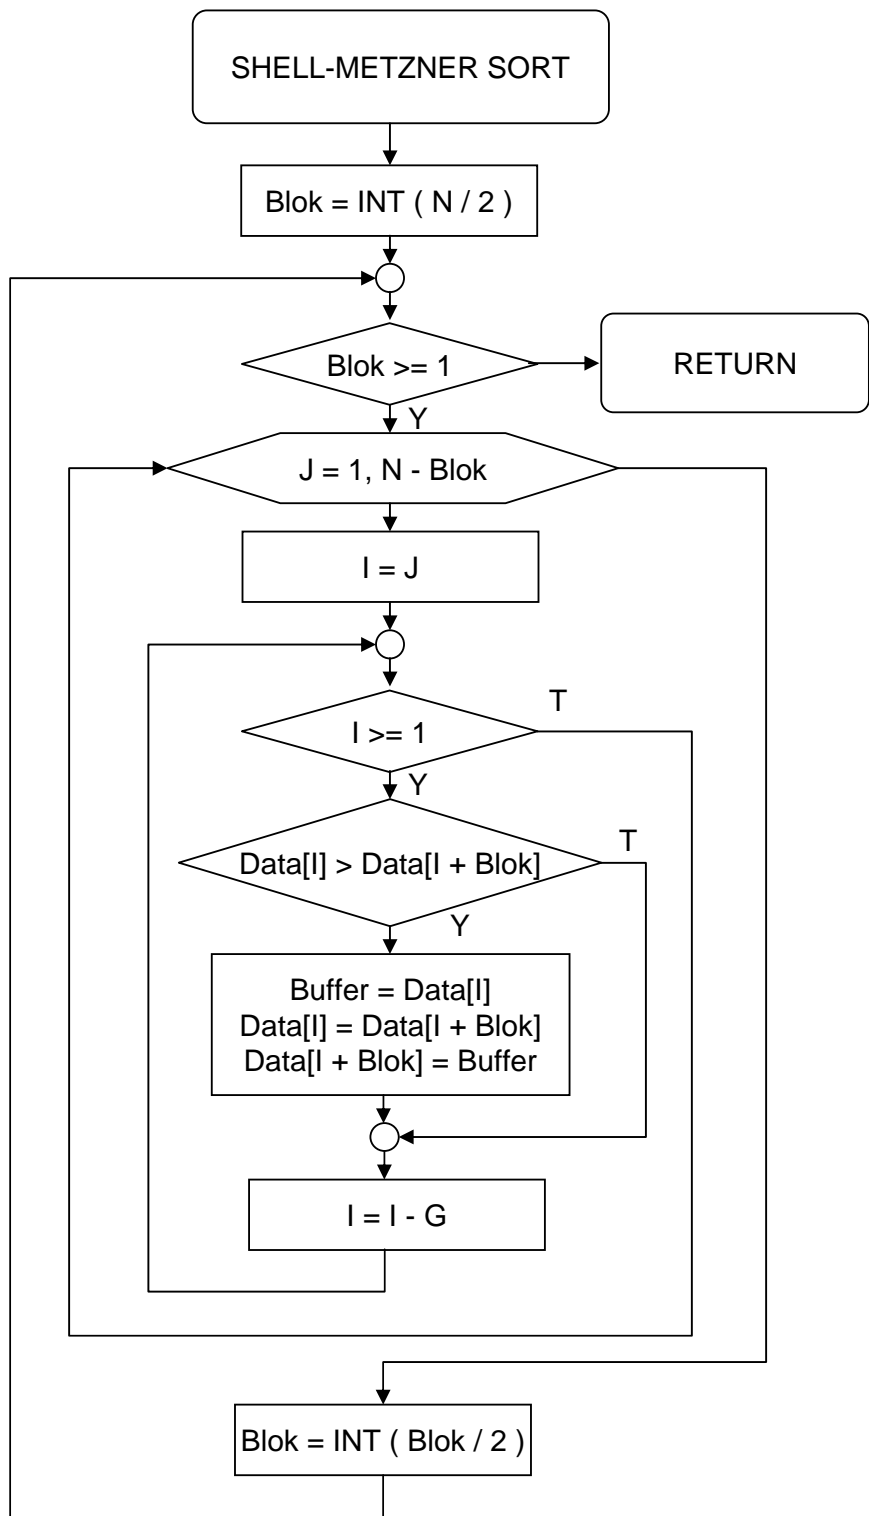 SHELL-METZNER SORT
Blok = INT ( N / 2 )
Blok >= 1
RETURN
Y
J = 1, N - Blok
I = J
T
I >= 1
Y
T
Data[I] > Data[I + Blok]
Y
Buffer = Data[I]
Data[I] = Data[I + Blok]
Data[I + Blok] = Buffer
I = I - G
Blok = INT ( Blok / 2 )